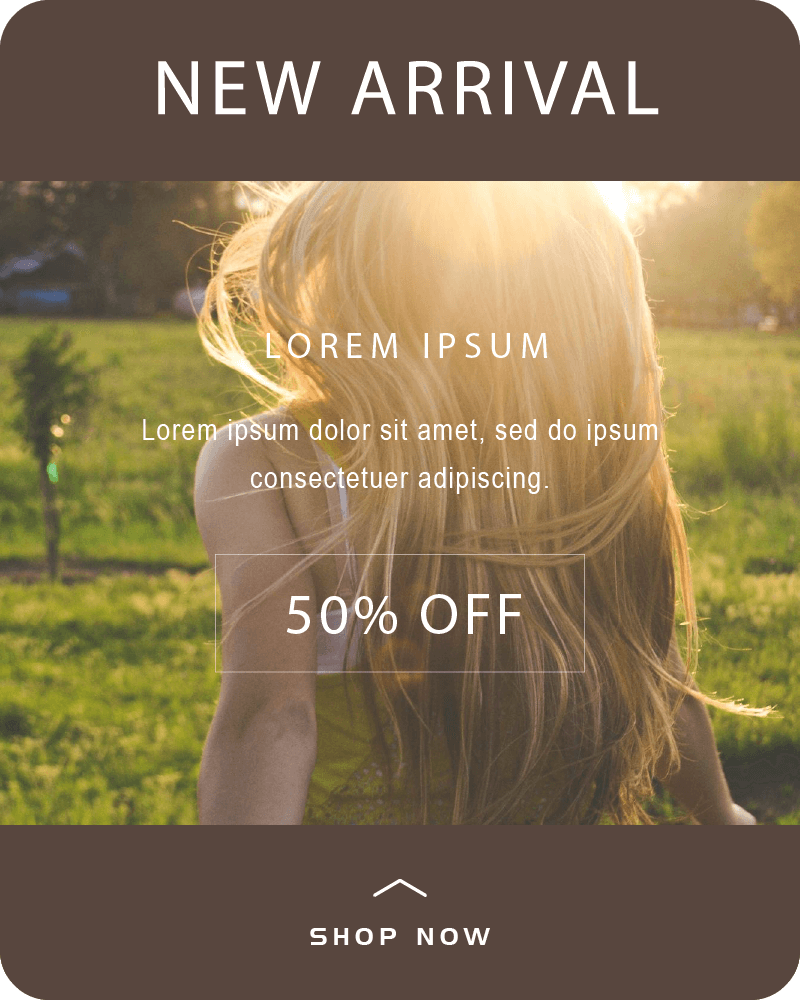 NEW ARRIVAL
LOREM IPSUM
Lorem ipsum dolor sit amet, sed do ipsum
consectetuer adipiscing.
50% OFF
SHOP NOW